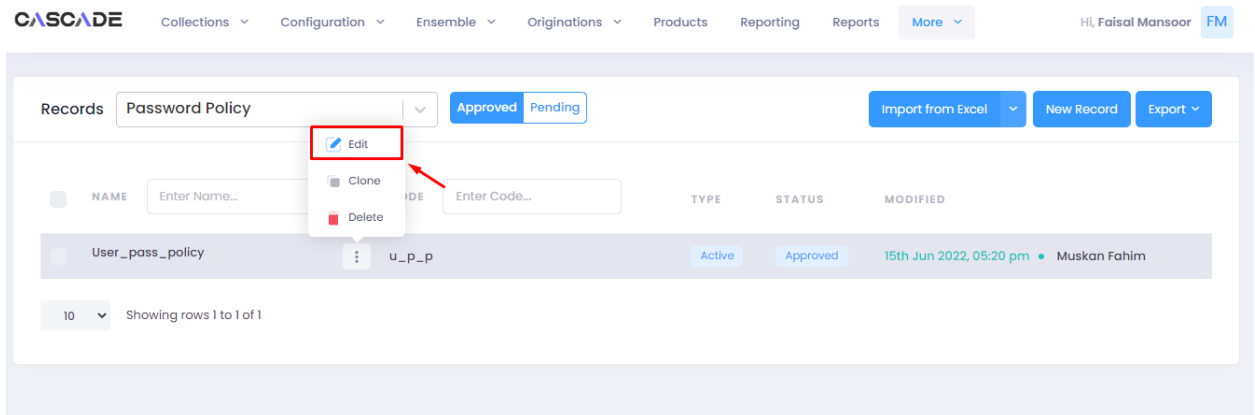 CASCADE Collections Configuration Ensemble Originations Products Reporting Reports More Hi, Faisal Mansoor FM
Records Password Policy Approved Pending Import from Excel New Record Export
Edit
Clone
Delete
NAME Enter Name... DE Enter Code... TYPE STATUS MODIFIED
User_pass_policy u_p_p Active Approved 15th Jun 2022, 05:20 pm Muskan Fahim
10 Showing rows 1 to 1 of 1